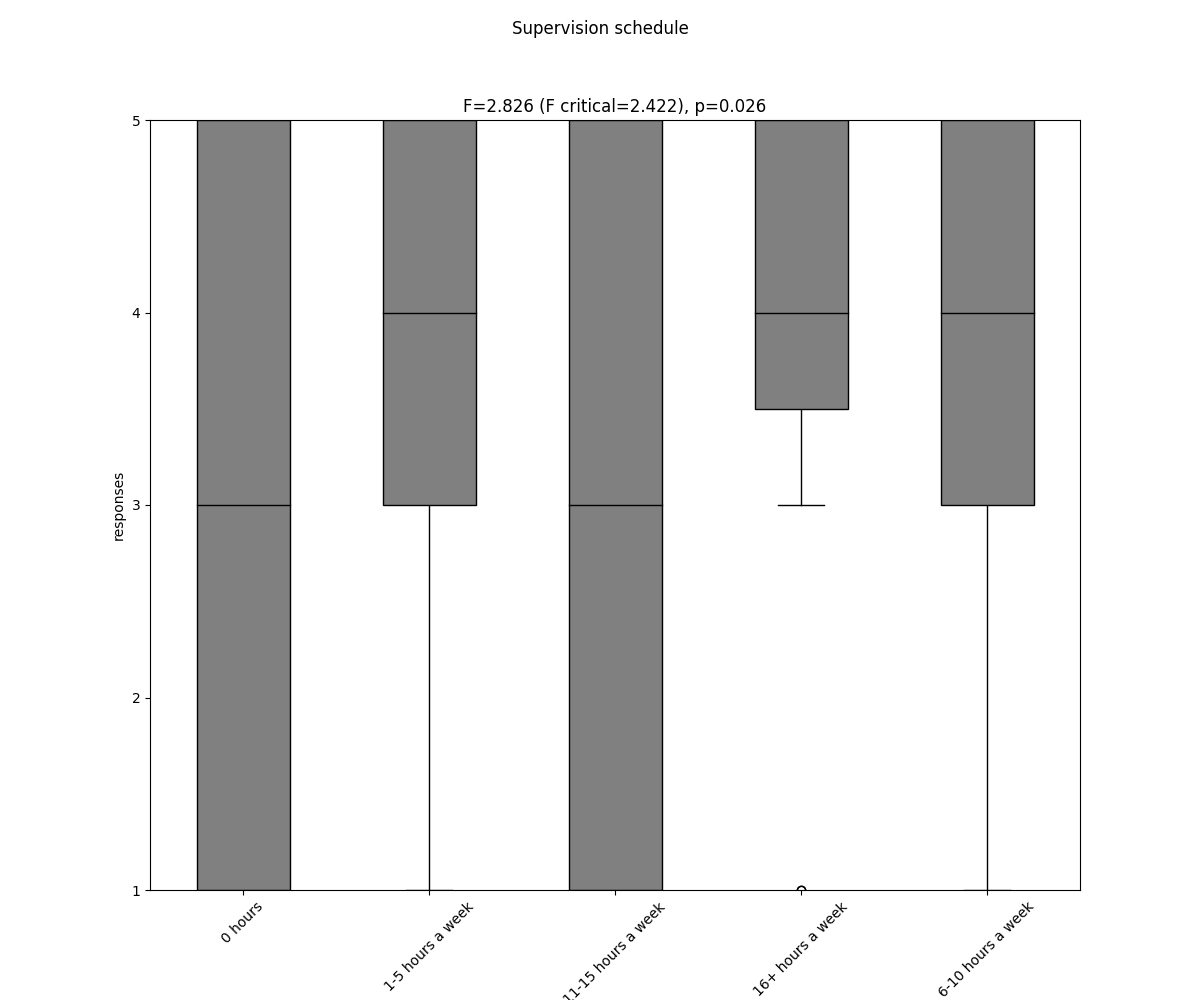 Supervision schedule
F=2.826 (F critical=2.422), p=0.026
5
4
3
2
1
responses
0 hours
1-5 hours a week
11-15 hours a week
16+ hours a week
6-10 hours a week